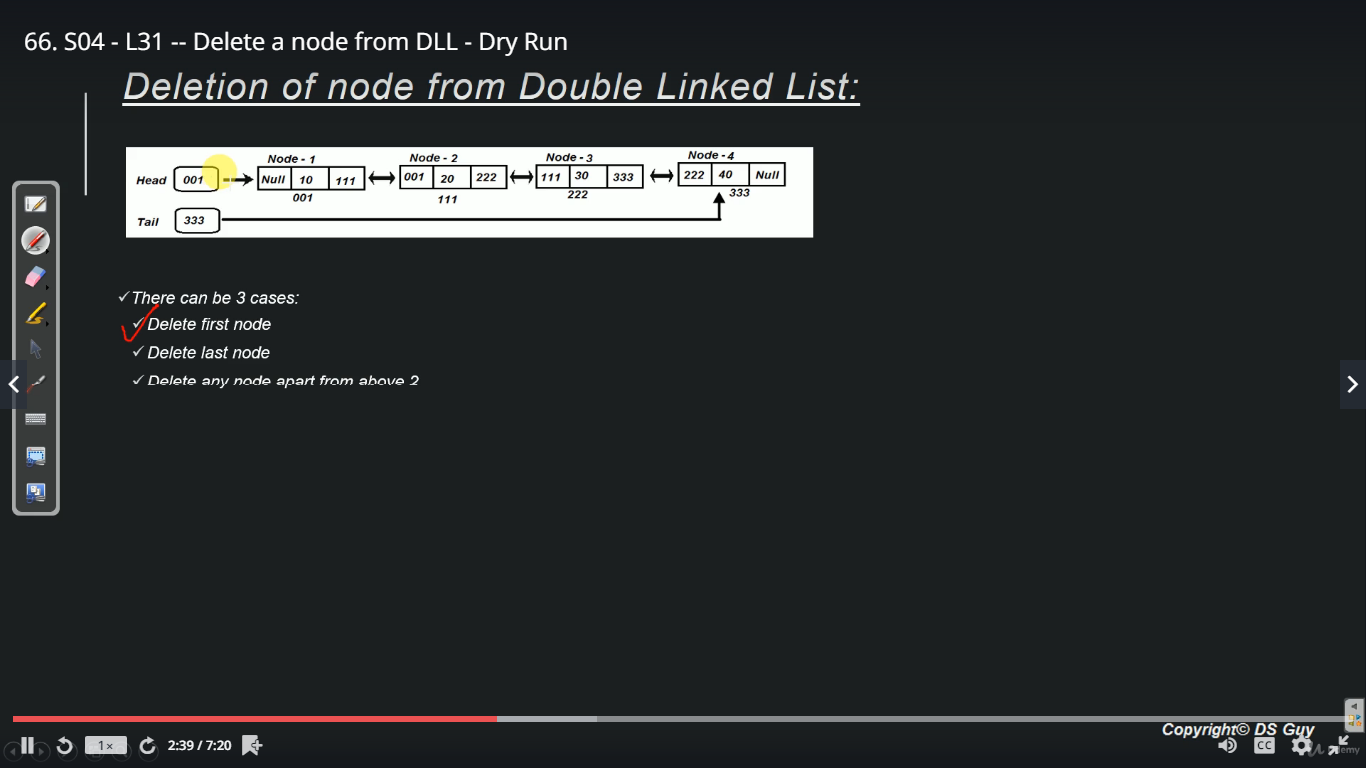 66. S04 - L31 -- Delete a node from DLL - Dry Run
Deletion of node from Double Linked List:
Node - 1 Node - 2 Node - 3 Node - 4
Head 001 Null 10 111 001 20 222 111 30 333 222 40 Null
001 111 222 333
Tail 333
There can be 3 cases:
Delete first node
Delete last node
Delete any node apart from above 2
Copyright© DS Guy
1x 2:39 / 7:20 CC